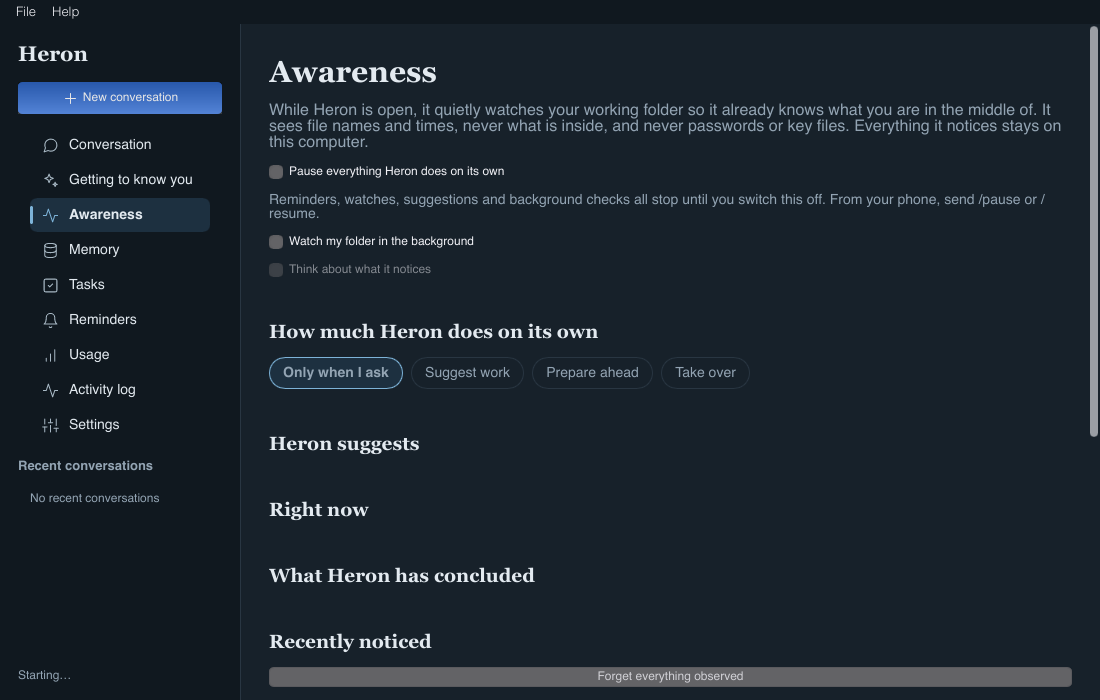 File Help
Heron
New conversation
Conversation
Getting to know you
Awareness
Memory
Tasks
Reminders
Usage
Activity log
Settings
Recent conversations
No recent conversations
Starting…
Awareness
While Heron is open, it quietly watches your working folder so it already knows what you are in the middle of. It
sees file names and times, never what is inside, and never passwords or key files. Everything it notices stays on
this computer.
Pause everything Heron does on its own
Reminders, watches, suggestions and background checks all stop until you switch this off. From your phone, send /pause or /
resume.
Watch my folder in the background
Think about what it notices
How much Heron does on its own
Only when I ask Suggest work Prepare ahead Take over
Heron suggests
Right now
What Heron has concluded
Recently noticed
Forget everything observed